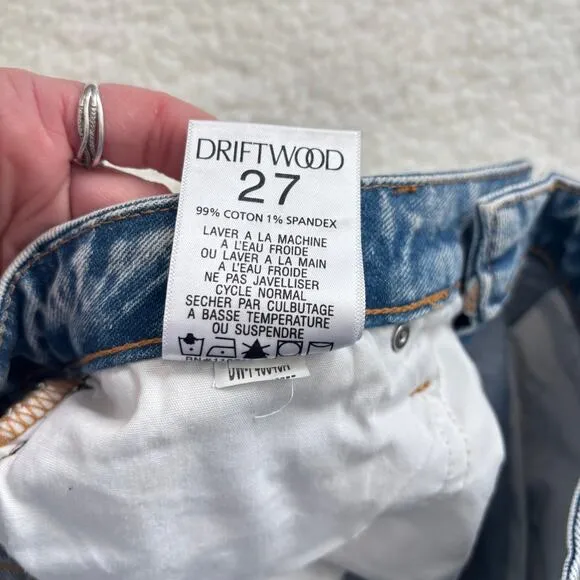 DRIFTWOOD
27
99% COTON 1% SPANDEX
LAVER A LA MACHINE
A L'EAU FROIDE
OU LAVER A LA MAIN
A L'EAU FROIDE
NE PAS JAVELLISER
CYCLE NORMAL
SECHER PAR CULBUTAGE
A BASSE TEMPERATURE
OU SUSPENDRE